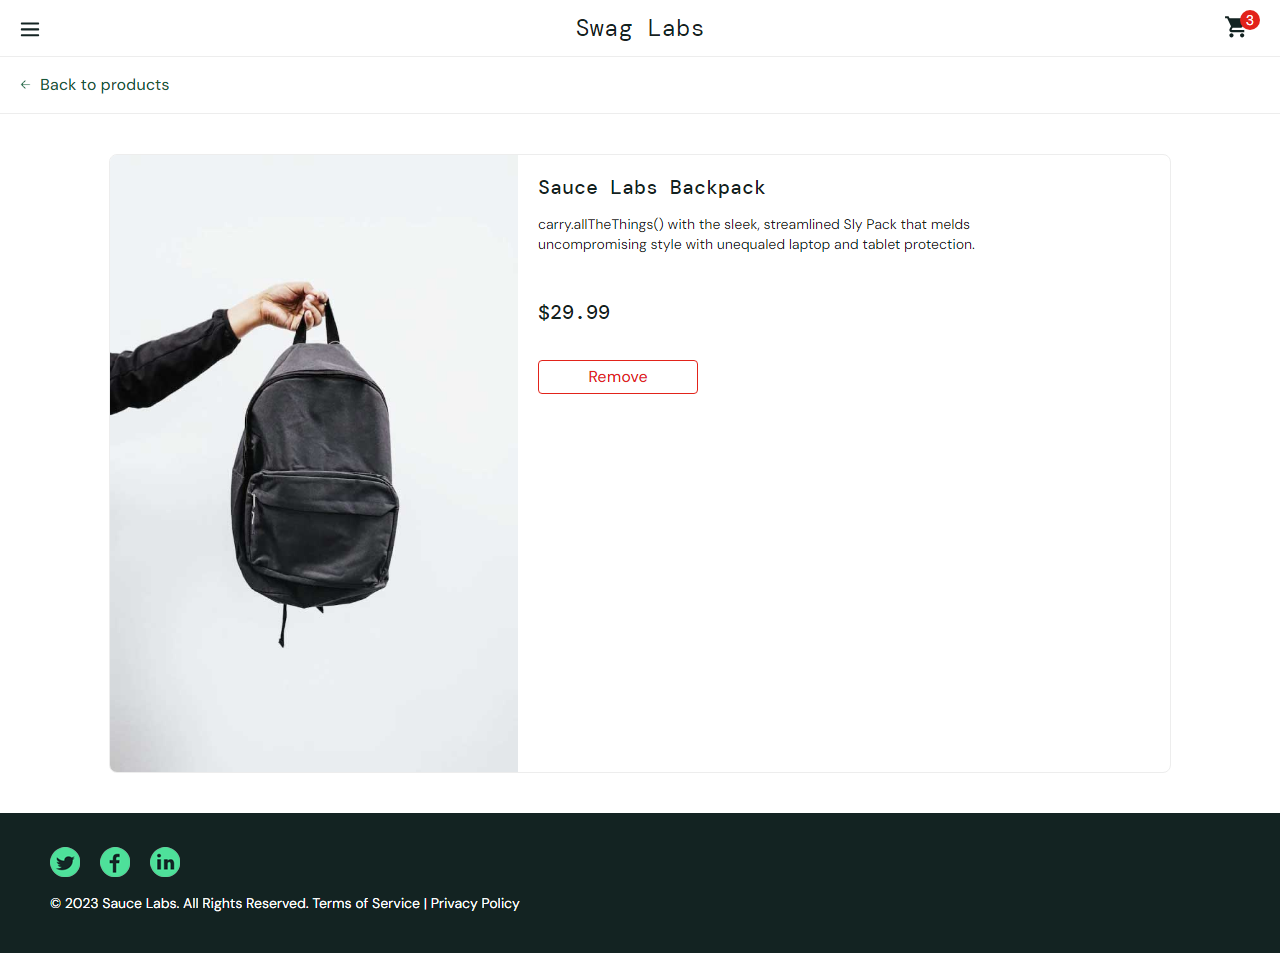 Swag Labs
3
Back to products
Sauce Labs Backpack
carry.allTheThings() with the sleek, streamlined Sly Pack that melds
uncompromising style with unequaled laptop and tablet protection.
$29.99
Remove
© 2023 Sauce Labs. All Rights Reserved. Terms of Service | Privacy Policy